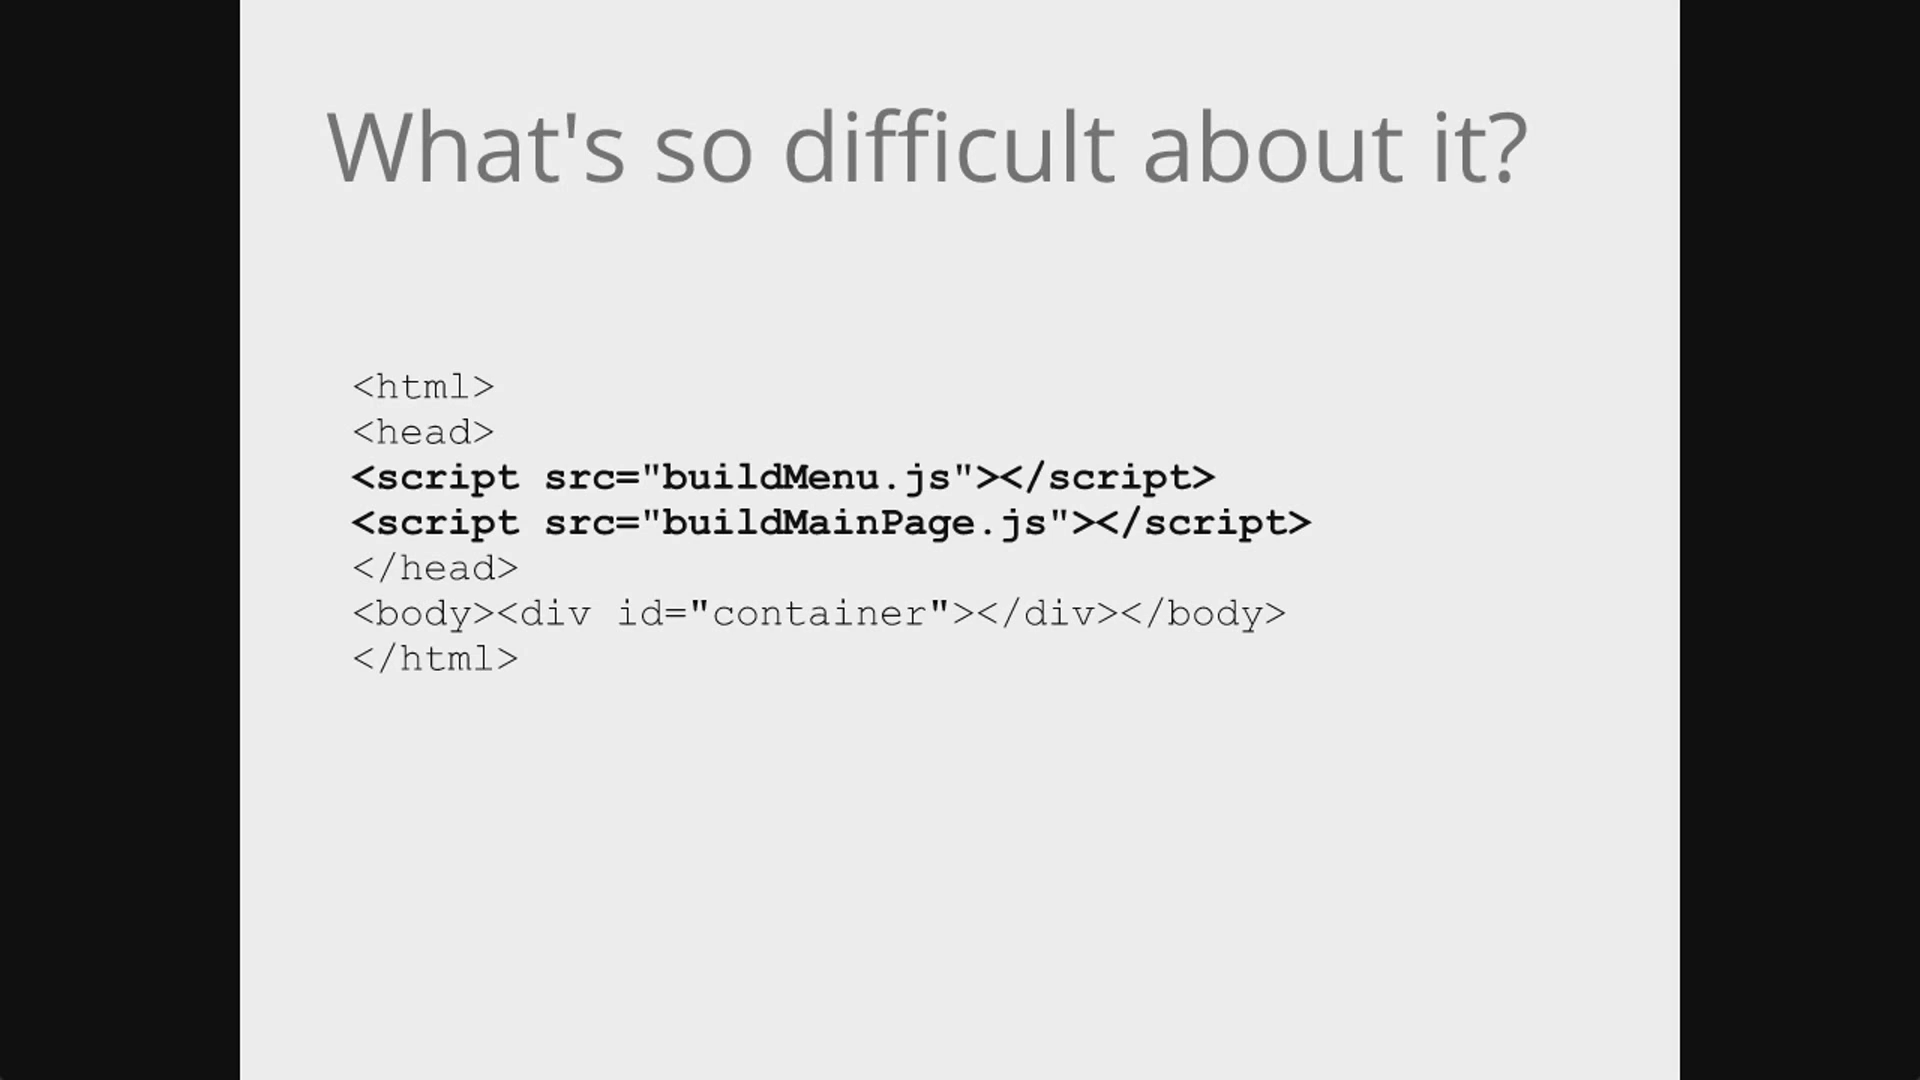 What's so difficult about it?
<html>
<head>
<script src="buildMenu.js"></script>
<script src="buildMainPage.js"></script>
</head>
<body><div id="container"></div></body>
</html>